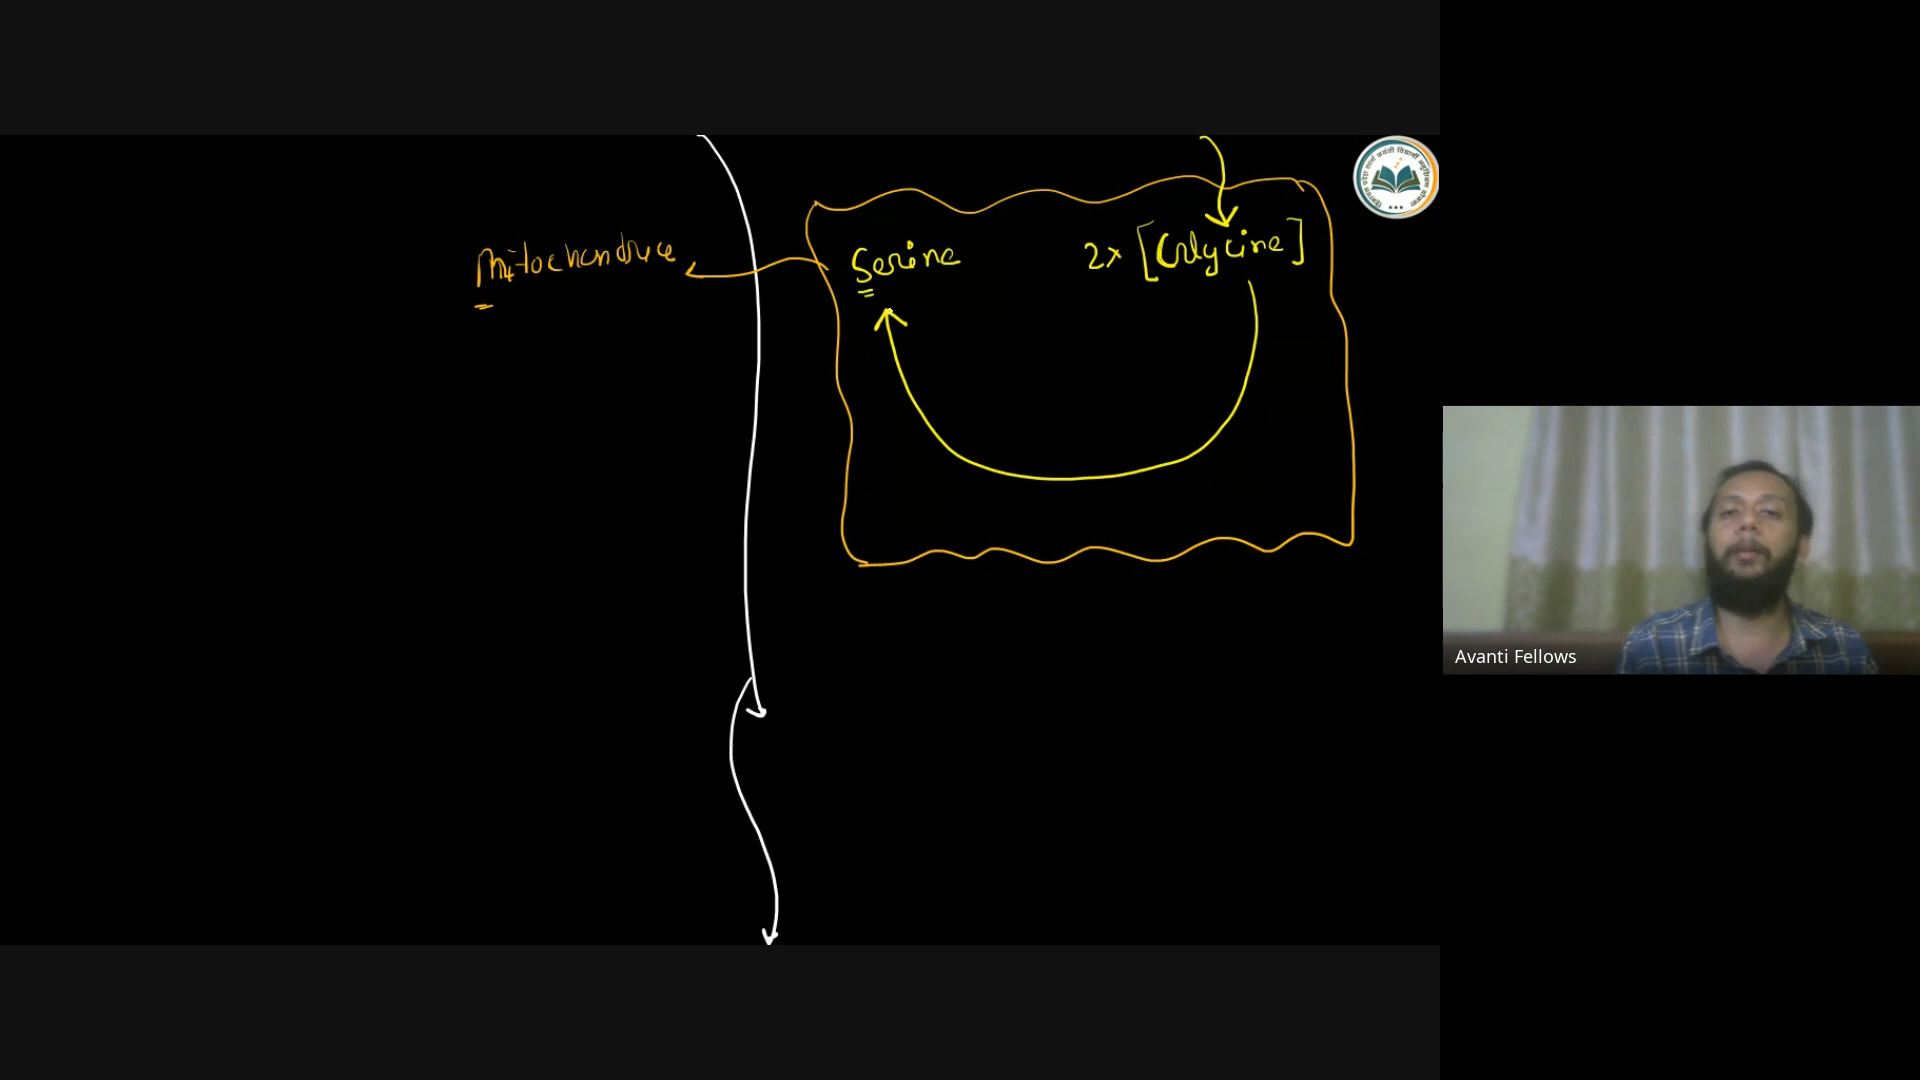 Mitochondria
Serine
2x [Glycine]
Avanti Fellows